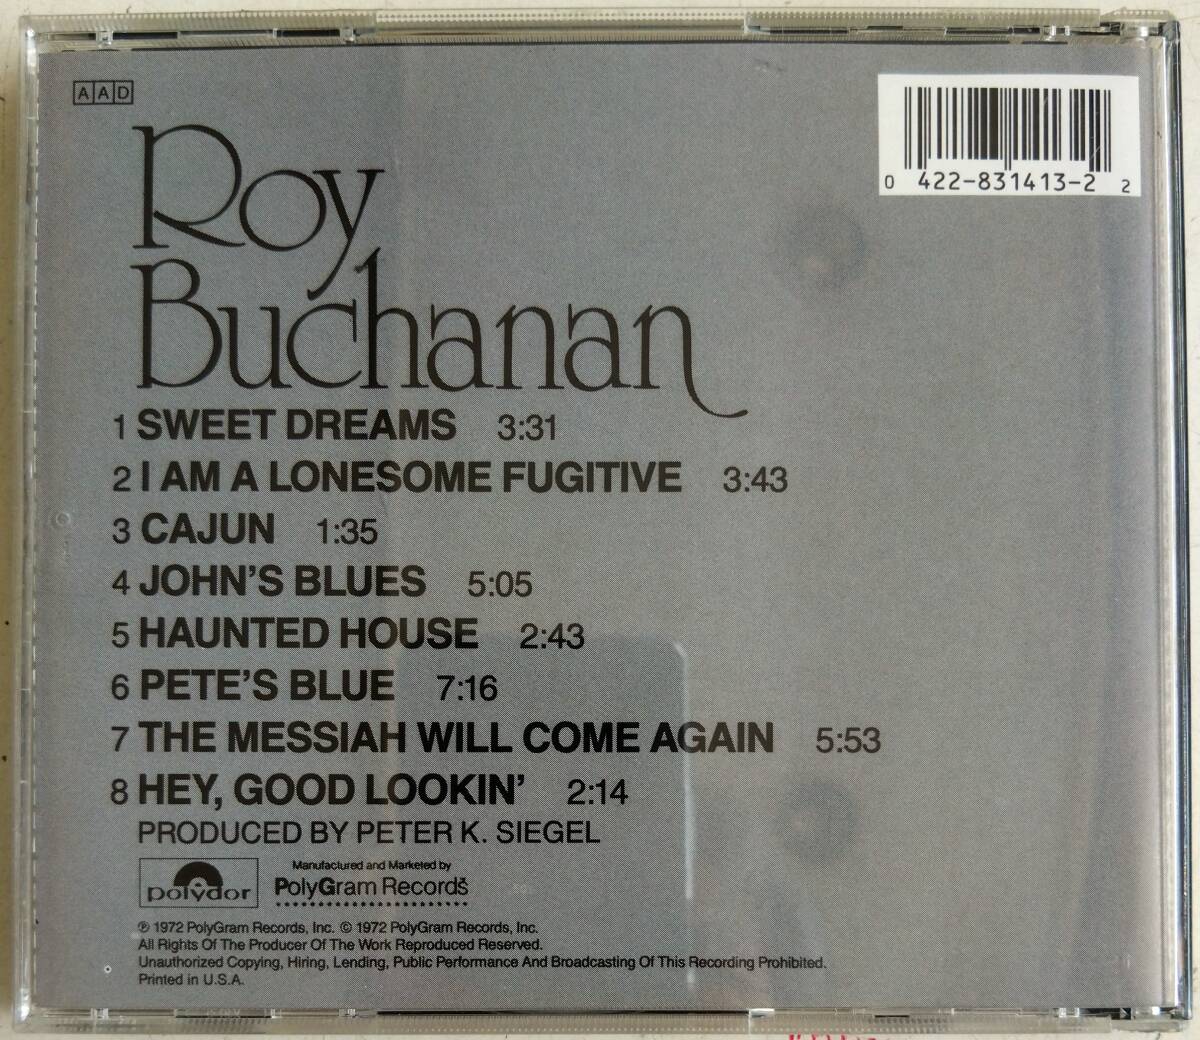 AAD
0 422-831413-2 2
Roy
Buchanan
1 SWEET DREAMS 3:31
2 I AM A LONESOME FUGITIVE 3:43
3 CAJUN 1:35
4 JOHN'S BLUES 5:05
5 HAUNTED HOUSE 2:43
6 PETE'S BLUE 7:16
7 THE MESSIAH WILL COME AGAIN 5:53
8 HEY, GOOD LOOKIN' 2:14
PRODUCED BY PETER K. SIEGEL
polydor
Manufactured and Marketed by
PolyGram Records
℗ 1972 PolyGram Records, Inc. © 1972 PolyGram Records, Inc.
All Rights Of The Producer Of The Work Reproduced Reserved.
Unauthorized Copying, Hiring, Lending, Public Performance And Broadcasting Of This Recording Prohibited.
Printed in U.S.A.